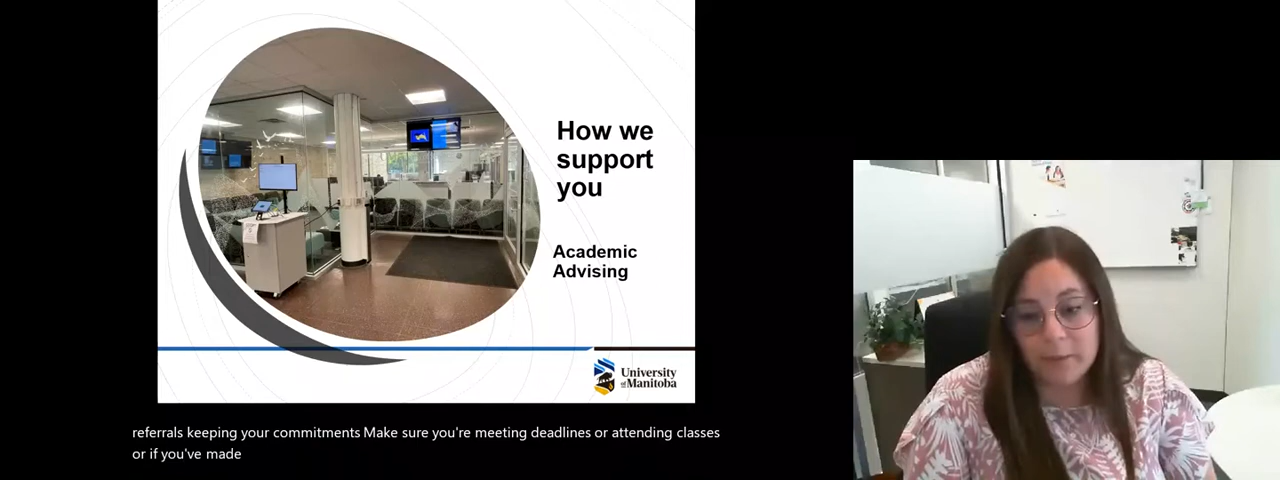 How we
support
you
Academic
Advising
University
of Manitoba
referrals keeping your commitments Make sure you're meeting deadlines or attending classes
or if you've made